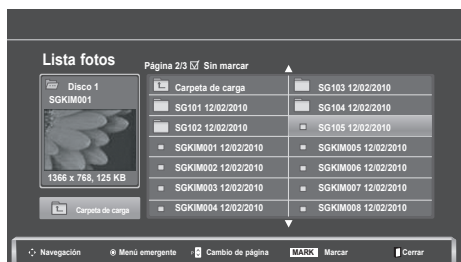 Lista fotos
Página 2/3 Sin marcar
Disco 1
SGKIM001
1366 x 768, 125 KB
Carpeta de carga
Carpeta de carga
SG101 12/02/2010
SG102 12/02/2010
SGKIM001 12/02/2010
SGKIM002 12/02/2010
SGKIM003 12/02/2010
SGKIM004 12/02/2010
SG103 12/02/2010
SG104 12/02/2010
SG105 12/02/2010
SGKIM005 12/02/2010
SGKIM006 12/02/2010
SGKIM007 12/02/2010
SGKIM008 12/02/2010
Navegación Menú emergente P Cambio de página MARK Marcar Cerrar